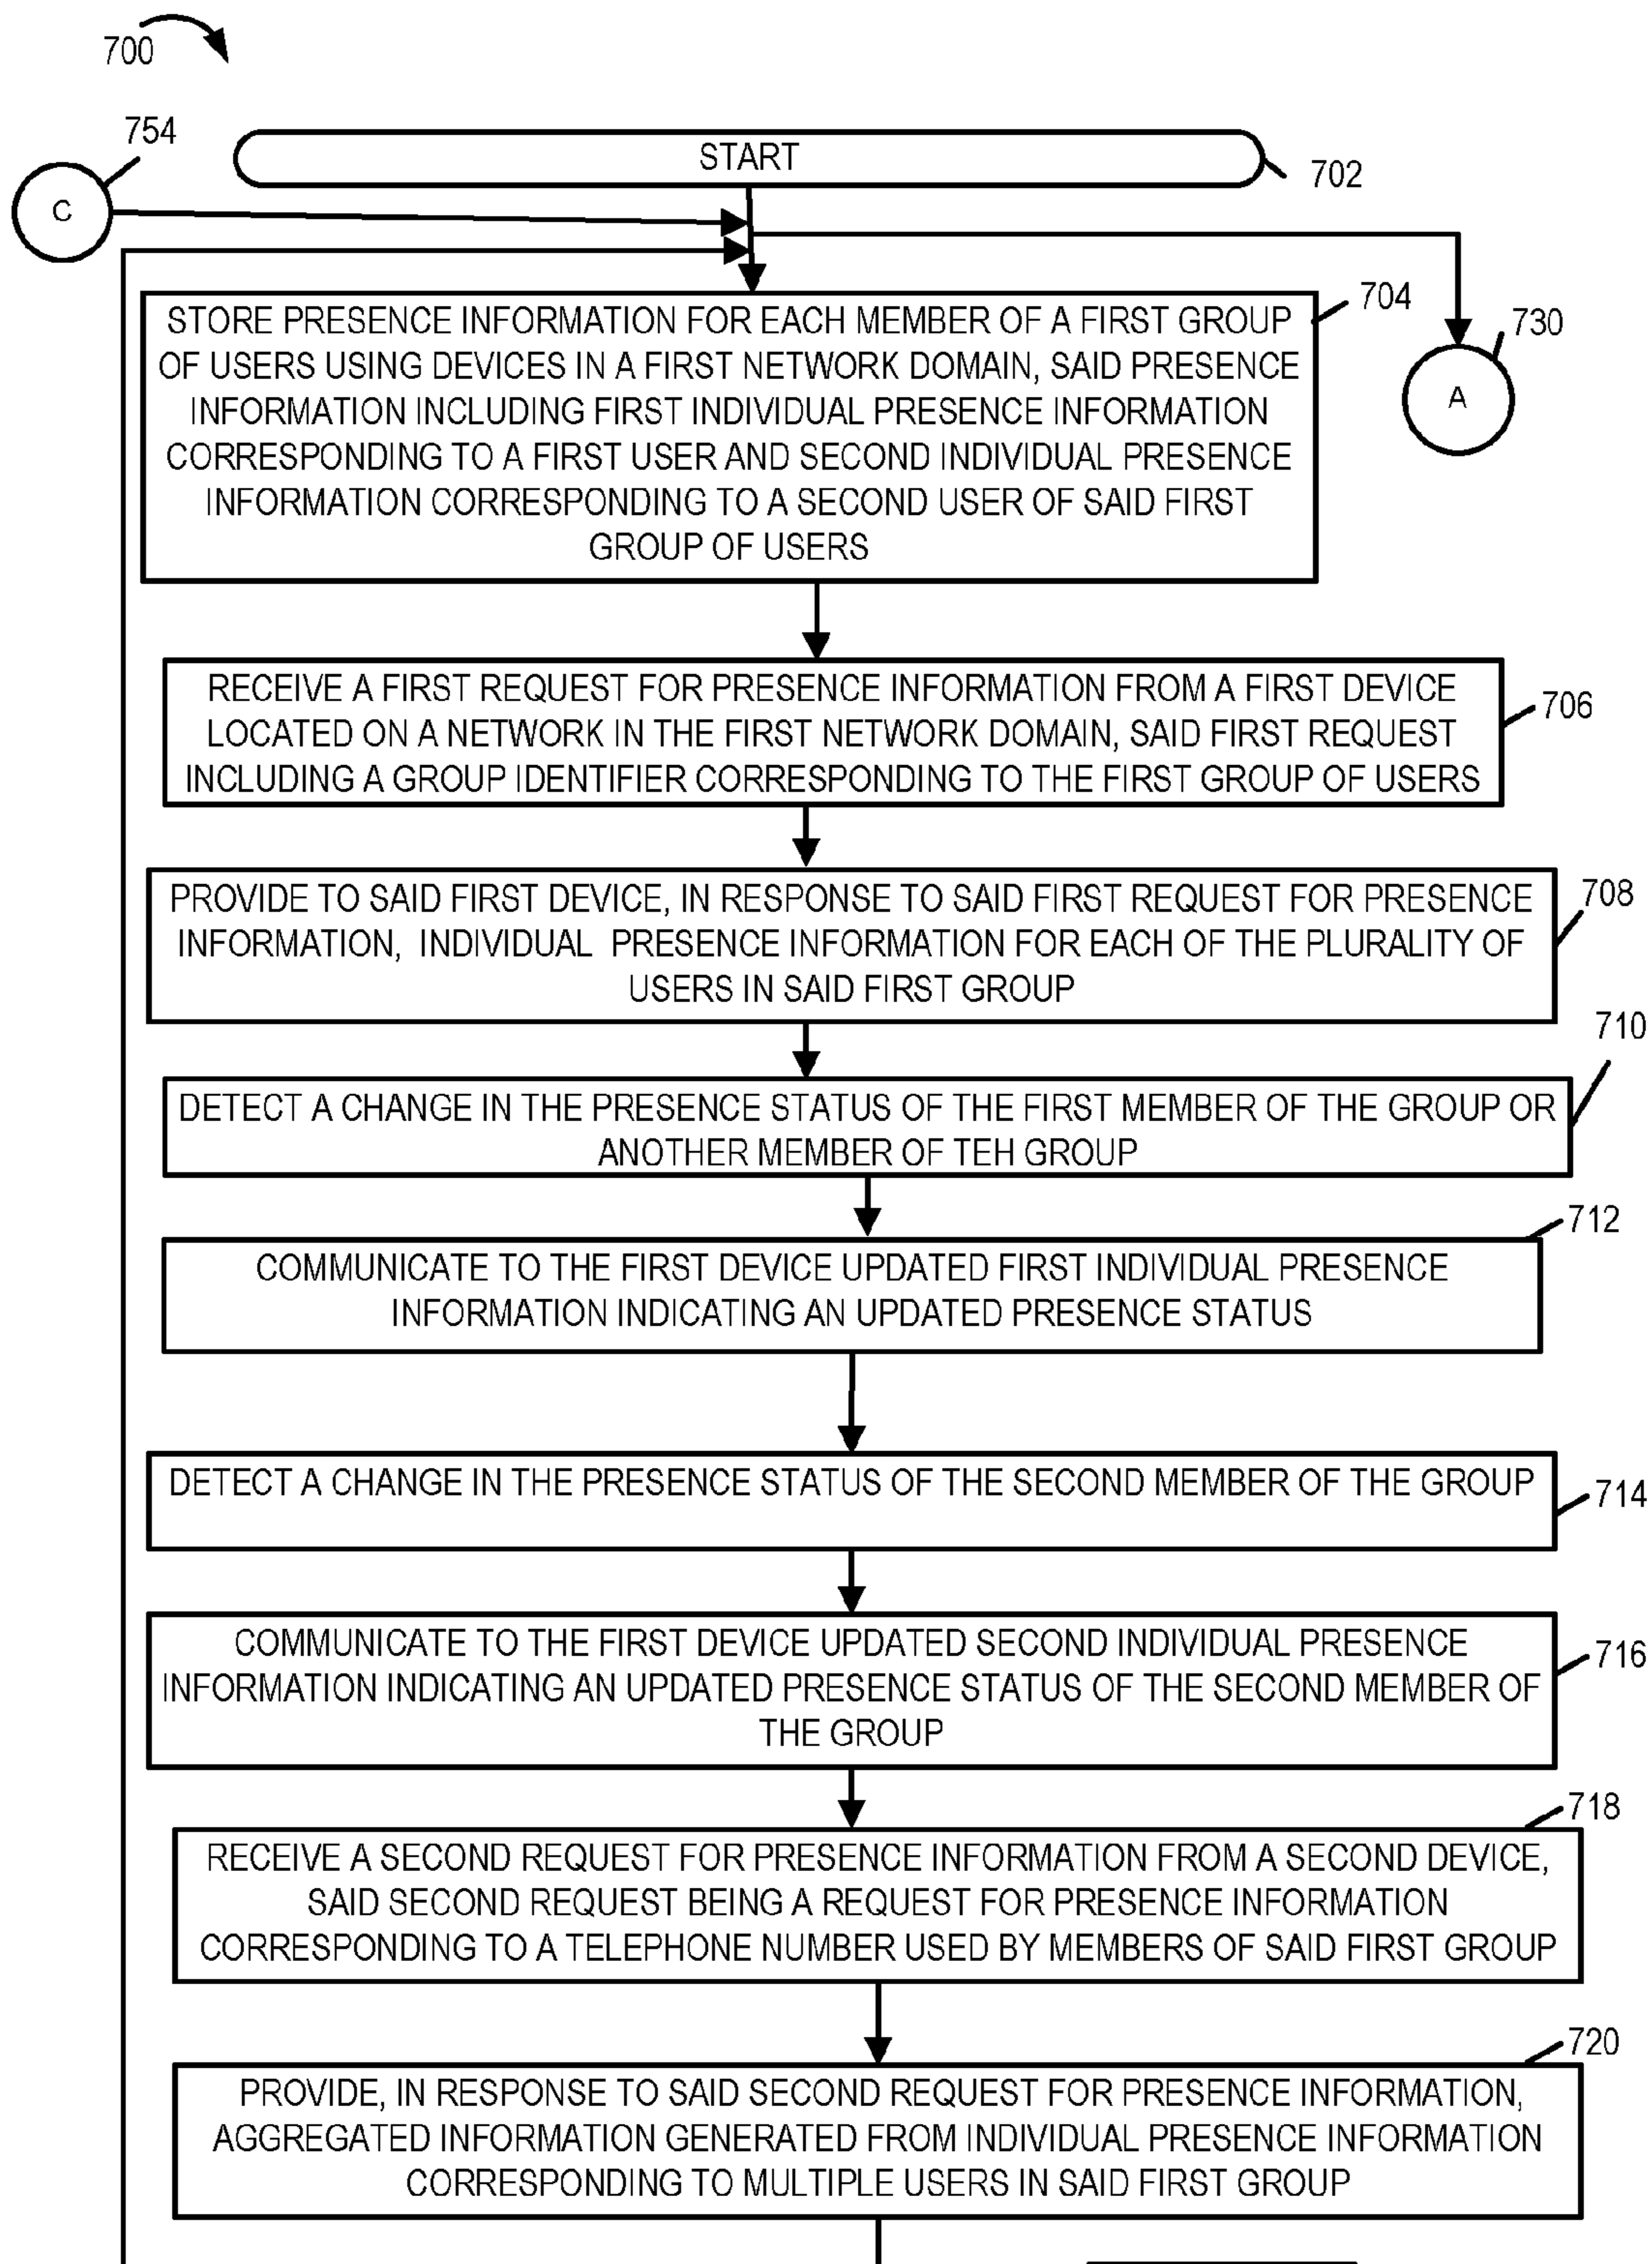 700
754
START
702
C
704
STORE PRESENCE INFORMATION FOR EACH MEMBER OF A FIRST GROUP
OF USERS USING DEVICES IN A FIRST NETWORK DOMAIN, SAID PRESENCE
INFORMATION INCLUDING FIRST INDIVIDUAL PRESENCE INFORMATION
CORRESPONDING TO A FIRST USER AND SECOND INDIVIDUAL PRESENCE
INFORMATION CORRESPONDING TO A SECOND USER OF SAID FIRST
GROUP OF USERS
730
A
RECEIVE A FIRST REQUEST FOR PRESENCE INFORMATION FROM A FIRST DEVICE
LOCATED ON A NETWORK IN THE FIRST NETWORK DOMAIN, SAID FIRST REQUEST
INCLUDING A GROUP IDENTIFIER CORRESPONDING TO THE FIRST GROUP OF USERS
706
PROVIDE TO SAID FIRST DEVICE, IN RESPONSE TO SAID FIRST REQUEST FOR PRESENCE
INFORMATION, INDIVIDUAL PRESENCE INFORMATION FOR EACH OF THE PLURALITY OF
USERS IN SAID FIRST GROUP
708
710
DETECT A CHANGE IN THE PRESENCE STATUS OF THE FIRST MEMBER OF THE GROUP OR
ANOTHER MEMBER OF TEH GROUP
712
COMMUNICATE TO THE FIRST DEVICE UPDATED FIRST INDIVIDUAL PRESENCE
INFORMATION INDICATING AN UPDATED PRESENCE STATUS
DETECT A CHANGE IN THE PRESENCE STATUS OF THE SECOND MEMBER OF THE GROUP
714
COMMUNICATE TO THE FIRST DEVICE UPDATED SECOND INDIVIDUAL PRESENCE
INFORMATION INDICATING AN UPDATED PRESENCE STATUS OF THE SECOND MEMBER OF
THE GROUP
716
718
RECEIVE A SECOND REQUEST FOR PRESENCE INFORMATION FROM A SECOND DEVICE,
SAID SECOND REQUEST BEING A REQUEST FOR PRESENCE INFORMATION
CORRESPONDING TO A TELEPHONE NUMBER USED BY MEMBERS OF SAID FIRST GROUP
720
PROVIDE, IN RESPONSE TO SAID SECOND REQUEST FOR PRESENCE INFORMATION,
AGGREGATED INFORMATION GENERATED FROM INDIVIDUAL PRESENCE INFORMATION
CORRESPONDING TO MULTIPLE USERS IN SAID FIRST GROUP